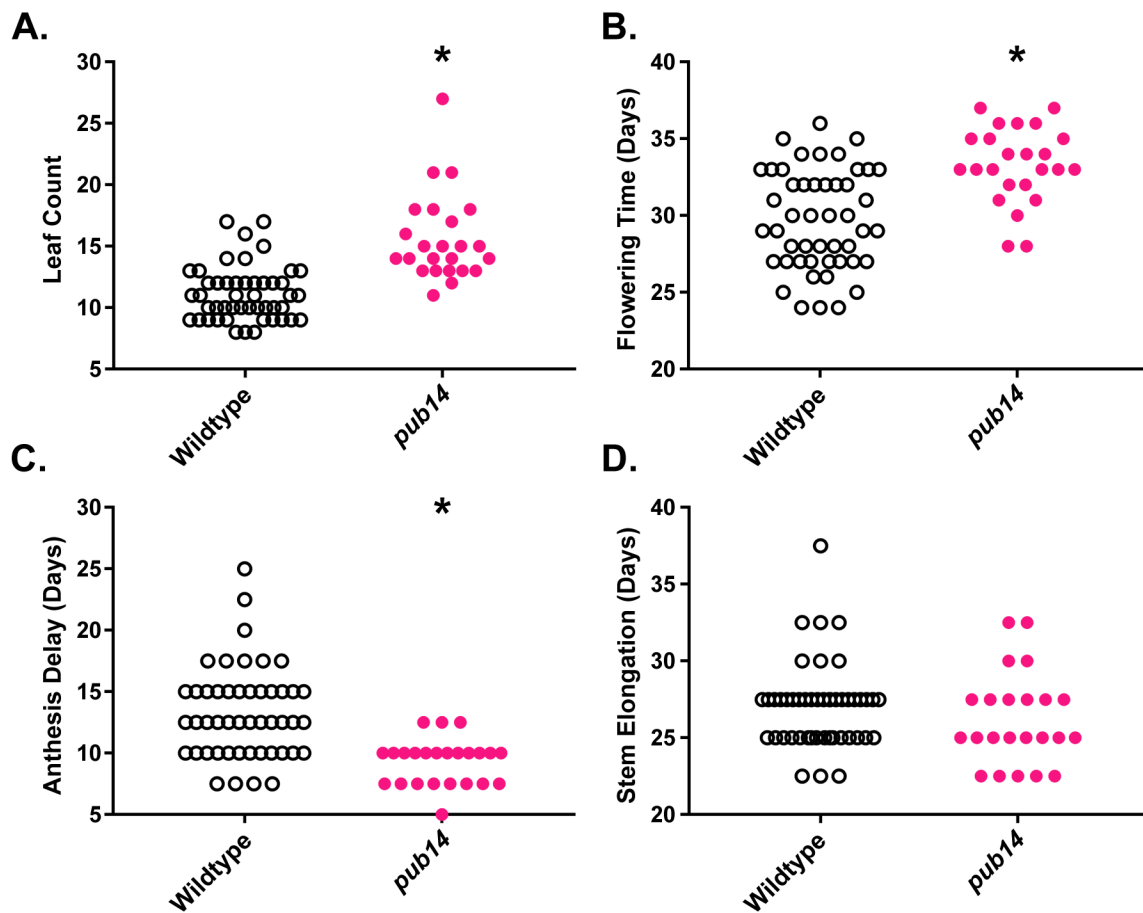 A.
Leaf Count
30
25
20
15
10
5
*
Wildtype
pub14
B.
Flowering Time (Days)
40
35
30
25
20
*
Wildtype
pub14
C.
Anthesis Delay (Days)
30
25
20
15
10
5
*
Wildtype
pub14
D.
Stem Elongation (Days)
40
35
30
25
20
Wildtype
pub14